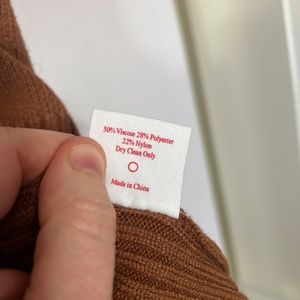 50% Viscose 28% Polyester
22% Nylon
Dry Clean Only
Made in China